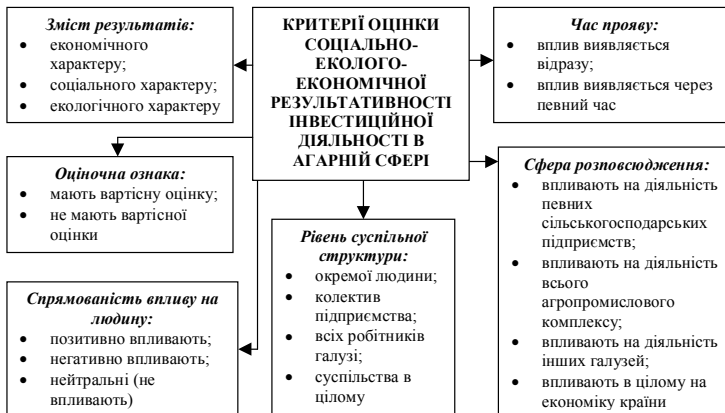 Зміст результатів:
• економічного
характеру;
• соціального характеру;
• екологічного характеру
КРИТЕРІЇ ОЦІНКИ
СОЦІАЛЬНО-
ЕКОЛОГО-
ЕКОНОМІЧНОЇ
РЕЗУЛЬТАТИВНОСТІ
ІНВЕСТИЦІЙНОЇ
ДІЯЛЬНОСТІ В
АГАРНІЙ СФЕРІ
Час прояву:
• вплив виявляється
відразу;
• вплив виявляється через
певний час
Оціночна ознака:
• мають вартісну оцінку;
• не мають вартісної
оцінки
Сфера розповсюдження:
• впливають на діяльність
певних
сільськогосподарських
підприємств;
• впливають на діяльність
всього
агропромислового
комплексу;
• впливають на діяльність
інших галузей;
• впливають в цілому на
економіку країни
Рівень суспільної
структури:
• окремої людини;
• колектив
підприємства;
• всіх робітників
галузі;
• суспільства в
цілому
Спрямованість впливу на
людину:
• позитивно впливають;
• негативно впливають;
• нейтральні (не
впливають)